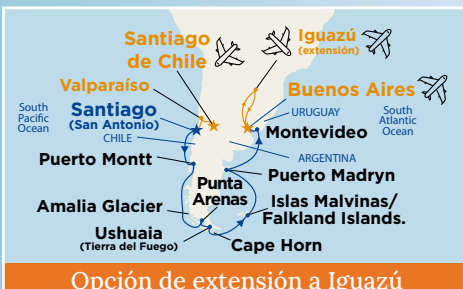 Santiago
de Chile
Iguazú
(extensión)
Valparaíso
Buenos Aires
South
Pacific
Ocean
Santiago
(San Antonio)
CHILE
URUGUAY
South
Atlantic
Ocean
Montevideo
Puerto Montt
ARGENTINA
Puerto Madryn
Punta
Arenas
Amalia Glacier
Islas Malvinas/
Falkland Islands.
Ushuaia
(Tierra del Fuego)
Cape Horn
Opción de extensión a Iguazú